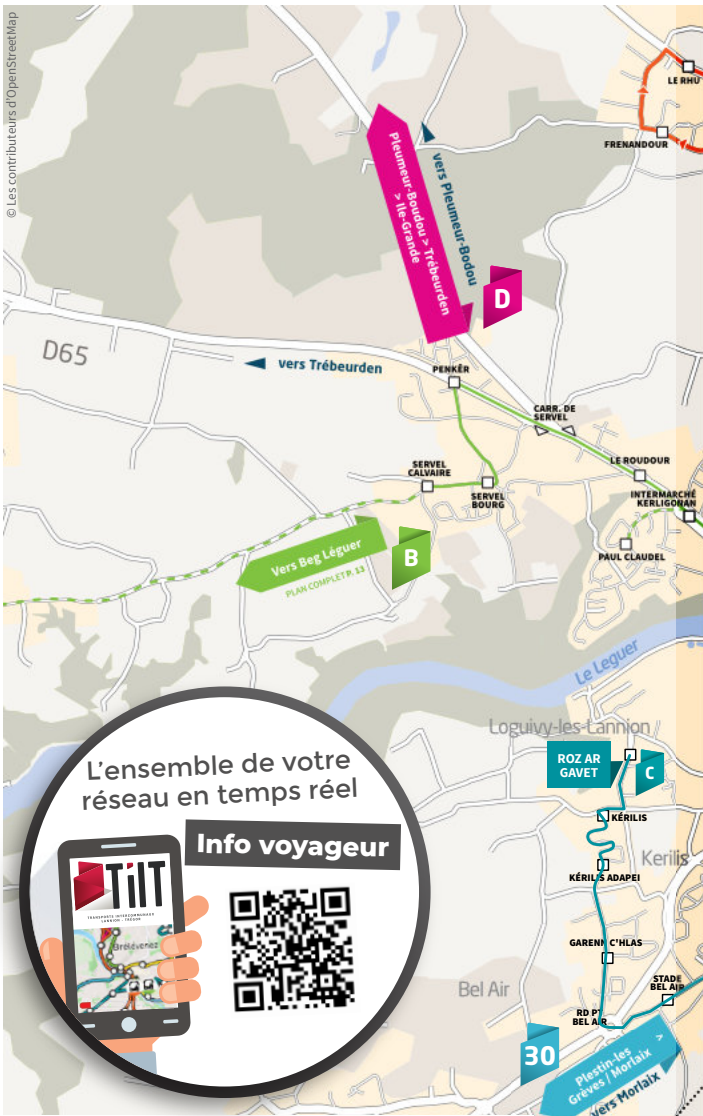 © Les contributeurs d'OpenStreetMap
LE RHU
FRENANDOUR
Pleumeur-Boudou > Trébeurden
> Ile-Grande
vers Pleumeur-Bodou
D
D65
vers Trébeurden
PENKÊR
CARR. DE
SERVEL
SERVEL
CALVAIRE
SERVEL
BOURG
LE ROUDOUR
INTERMARCHÉ
KERLIGONAN
PAUL CLAUDEL
Vers Beg Léguer
PLAN COMPLET P. 13
B
Le Leguer
Loguivy-les-Lannion
ROZ AR
GAVET
C
KÉRILIS
Kerilis
KÉRILIS ADAPEI
GARENN C'HLAS
Bel Air
STADE
BEL AIR
RD PT
BEL AIR
30
Plestin-les
Grèves / Morlaix >
vers Morlaix
L'ensemble de votre
réseau en temps réel
Info voyageur
TilT
TRANSPORTS INTERCOMMUNAUX
LANNION - TRÉGOR
Brélévenez